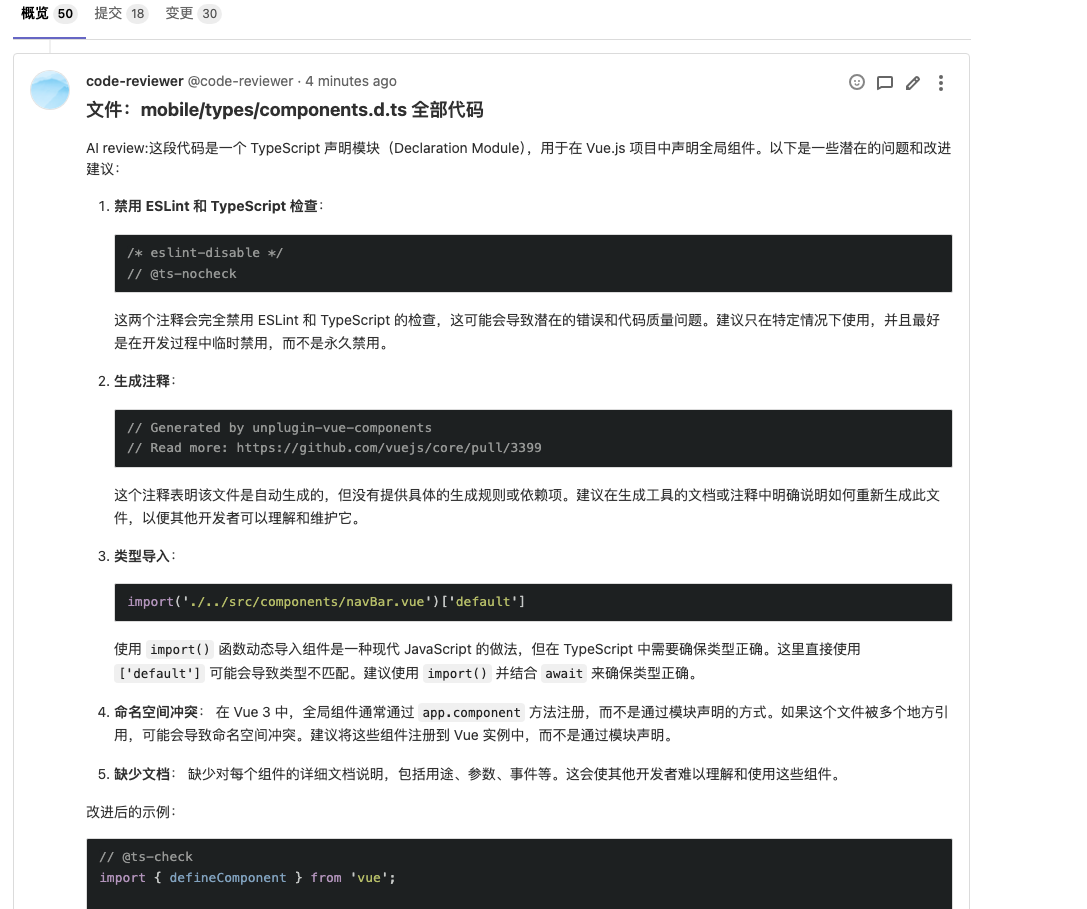 概览 50 提交 18 变更 30
code-reviewer @code-reviewer · 4 minutes ago
文件：mobile/types/components.d.ts 全部代码
AI review:这段代码是一个 TypeScript 声明模块（Declaration Module），用于在 Vue.js 项目中声明全局组件。以下是一些潜在的问题和改进
建议：
1. 禁用 ESLint 和 TypeScript 检查：
/* eslint-disable */
// @ts-nocheck
这两个注释会完全禁用 ESLint 和 TypeScript 的检查，这可能会导致潜在的错误和代码质量问题。建议只在特定情况下使用，并且最好
是在开发过程中临时禁用，而不是永久禁用。
2. 生成注释：
// Generated by unplugin-vue-components
// Read more: https://github.com/vuejs/core/pull/3399
这个注释表明该文件是自动生成的，但没有提供具体的生成规则或依赖项。建议在生成工具的文档或注释中明确说明如何重新生成此文
件，以便其他开发者可以理解和维护它。
3. 类型导入：
import('./../src/components/navBar.vue')['default']
使用 import() 函数动态导入组件是一种现代 JavaScript 的做法，但在 TypeScript 中需要确保类型正确。这里直接使用
['default'] 可能会导致类型不匹配。建议使用 import() 并结合 await 来确保类型正确。
4. 命名空间冲突： 在 Vue 3 中，全局组件通常通过 app.component 方法注册，而不是通过模块声明的方式。如果这个文件被多个地方引
用，可能会导致命名空间冲突。建议将这些组件注册到 Vue 实例中，而不是通过模块声明。
5. 缺少文档： 缺少对每个组件的详细文档说明，包括用途、参数、事件等。这会使其他开发者难以理解和使用这些组件。
改进后的示例：
// @ts-check
import { defineComponent } from 'vue';